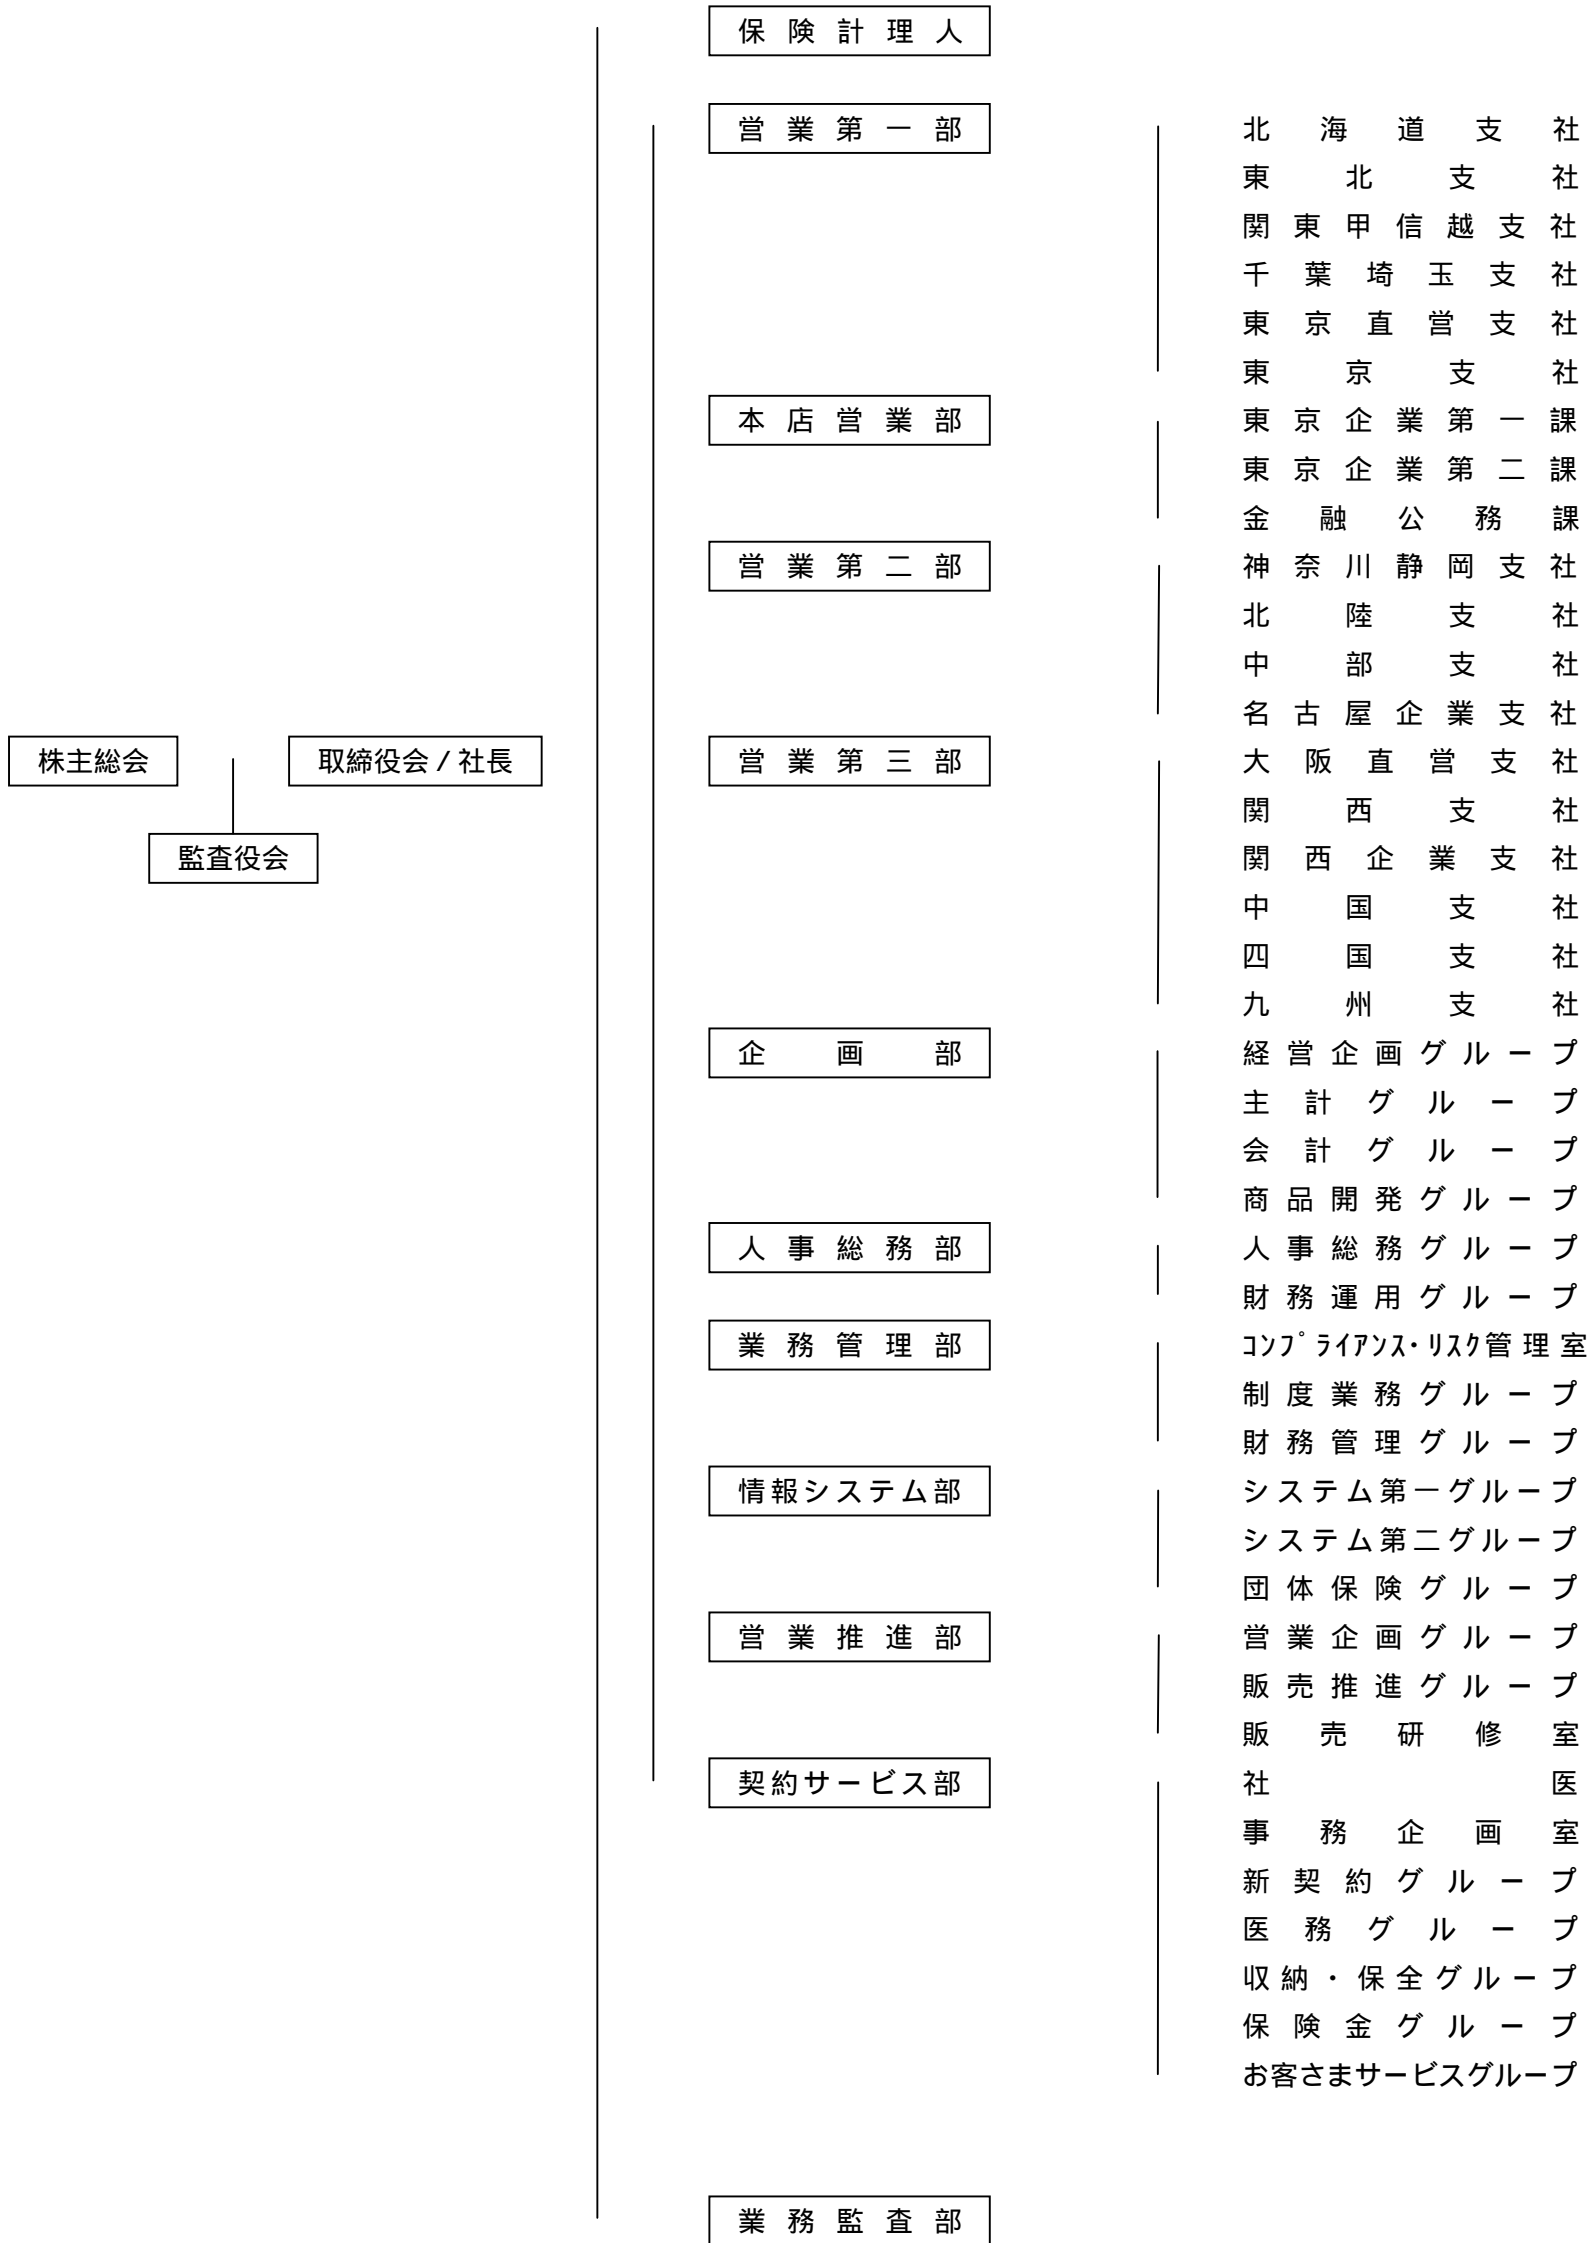 保険計理人
営業第一部
北海道支社
東北支社
関東甲信越支社
千葉埼玉支社
東京直営支社
東京支社
本店営業部
東京企業第一課
東京企業第二課
金融公務課
営業第二部
神奈川静岡支社
北陸支社
中部支社
名古屋企業支社
株主総会
取締役会/社長
監査役会
営業第三部
大阪直営支社
関西支社
関西企業支社
中国支社
四国支社
九州支社
企画部
経営企画グループ
主計グループ
会計グループ
商品開発グループ
人事総務部
人事総務グループ
財務運用グループ
業務管理部
ｺﾝﾌﾟﾗｲｱﾝｽ･ﾘｽｸ管理室
制度業務グループ
財務管理グループ
情報システム部
システム第一グループ
システム第二グループ
団体保険グループ
営業推進部
営業企画グループ
販売推進グループ
販売研修室
契約サービス部
社医
事務企画室
新契約グループ
医務グループ
収納・保全グループ
保険金グループ
お客さまサービスグループ
業務監査部